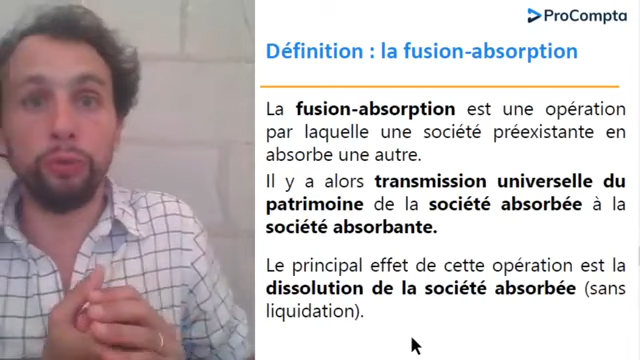 ProCompta
Définition : la fusion-absorption
La fusion-absorption est une opération
par laquelle une société préexistante en
absorbe une autre.
Il y a alors transmission universelle du
patrimoine de la société absorbée à la
société absorbante.
Le principal effet de cette opération est la
dissolution de la société absorbée (sans
liquidation).